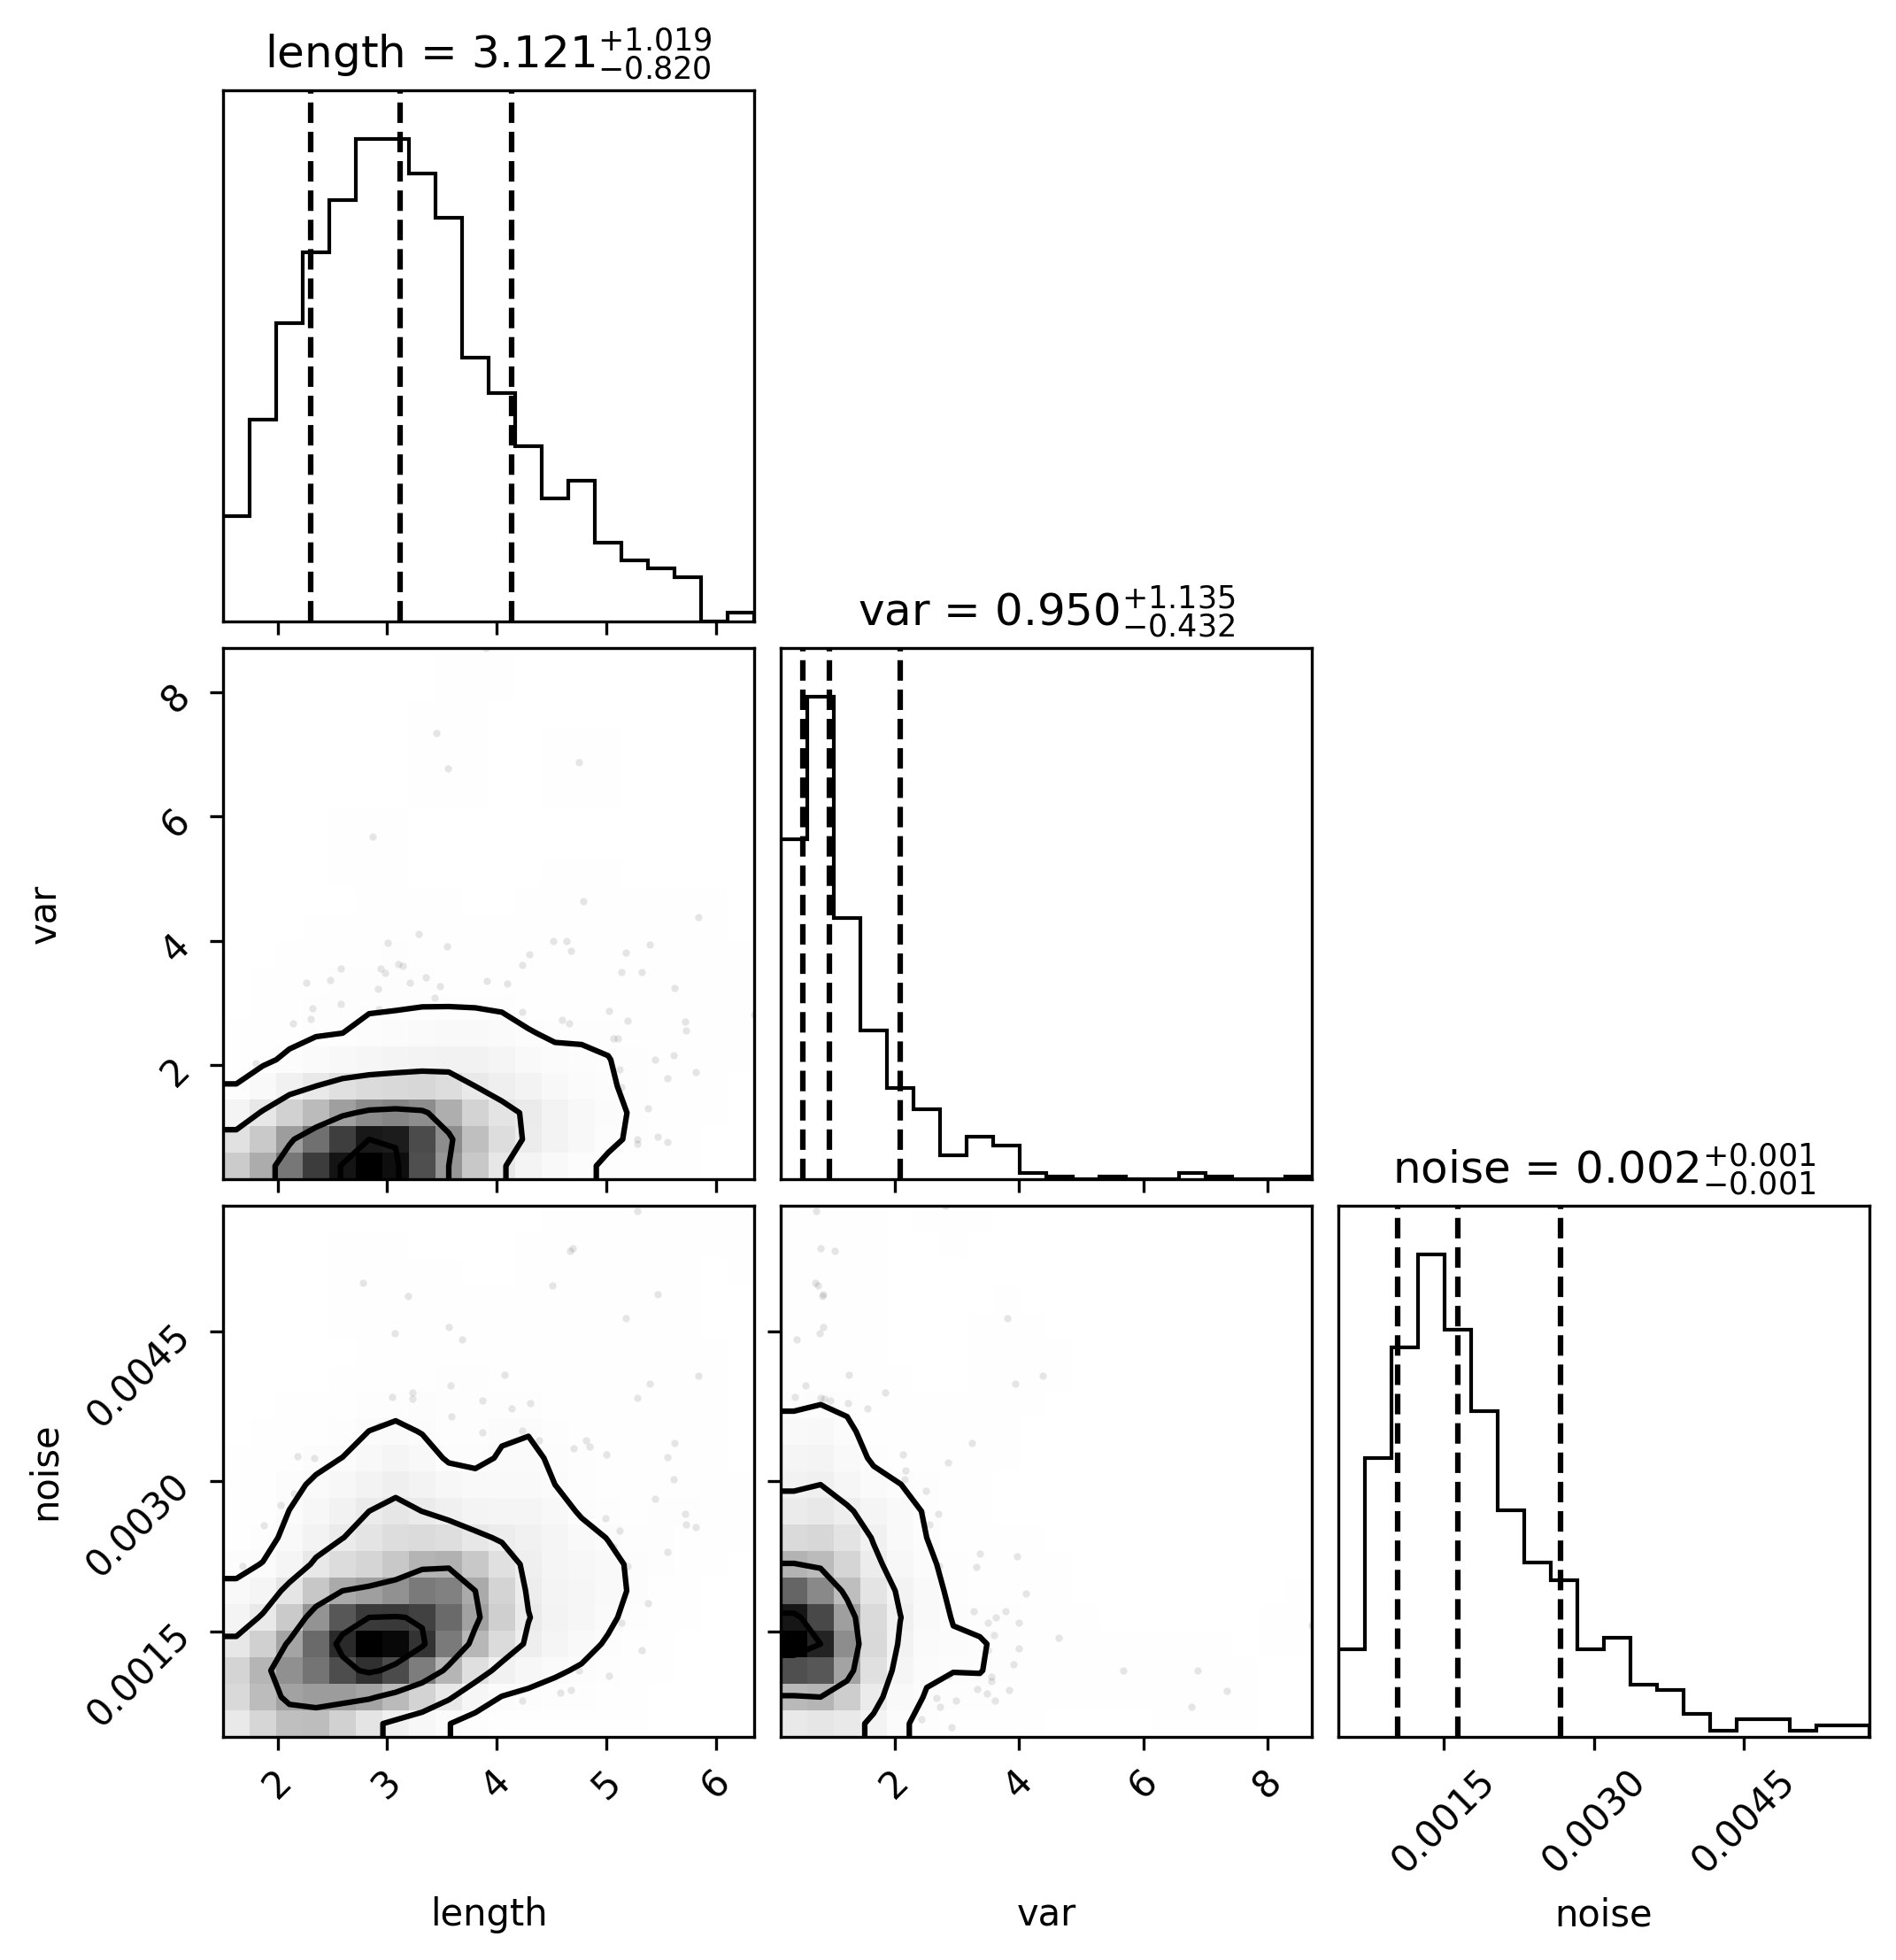 length = 3.121+1.019−0.820
var = 0.950+1.135−0.432
8
6
4
2
var
noise = 0.002+0.001−0.001
0.0045
0.0030
0.0015
noise
2 3 4 5 6
2 4 6 8
0.0015 0.0030 0.0045
length
var
noise